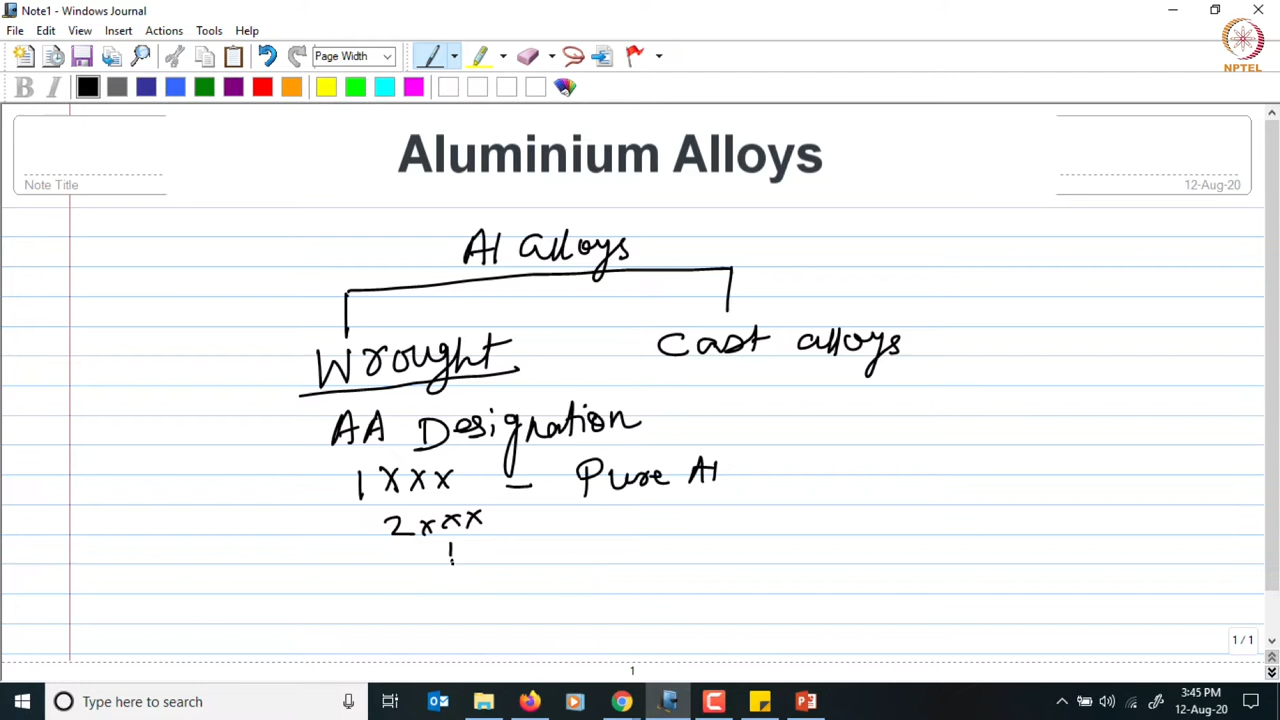 Note1 - Windows Journal
File Edit View Insert Actions Tools Help
Page Width
NPTEL
B I
Aluminium Alloys
Note Title
12-Aug-20
Al alloys
Wrought Cast alloys
AA Designation
1xxx - Pure Al
2xxx
1 / 1
1
Type here to search
3:45 PM
12-Aug-20